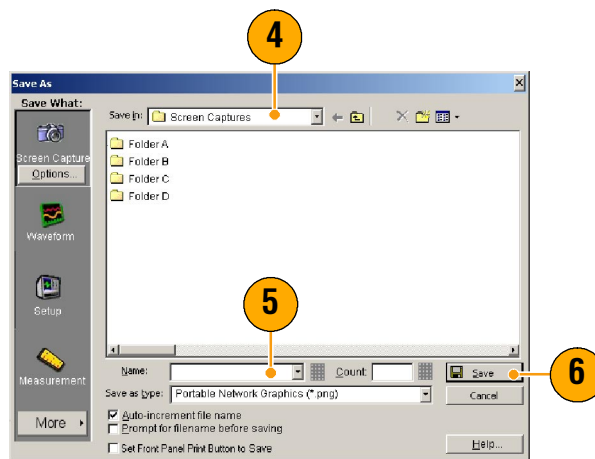 4
Save As
Save What:
Save in: Screen Captures
Screen Capture
Options...
Folder A
Folder B
Folder C
Folder D
Waveform
Setup
5
Name:
Count:
Save
6
Measurement
Save as type: Portable Network Graphics (*.png)
Cancel
More
Auto-increment file name
Prompt for filename before saving
Set Front Panel Print Button to Save
Help...